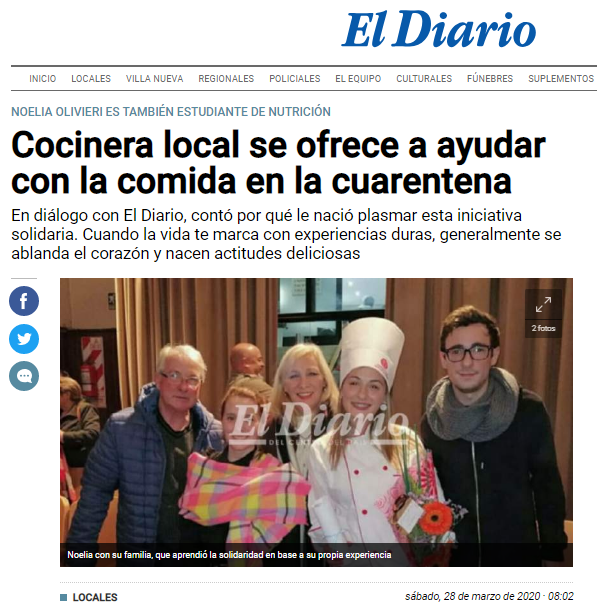 El Diario
INICIO LOCALES VILLA NUEVA REGIONALES POLICIALES EL EQUIPO CULTURALES FÚNEBRES SUPLEMENTOS
NOELIA OLIVIERI ES TAMBIÉN ESTUDIANTE DE NUTRICIÓN
Cocinera local se ofrece a ayudar
con la comida en la cuarentena
En diálogo con El Diario, contó por qué le nació plasmar esta iniciativa
solidaria. Cuando la vida te marca con experiencias duras, generalmente se
ablanda el corazón y nacen actitudes deliciosas
2 fotos
El Diario
DEL CENTRO DEL PAÍS
Noelia con su familia, que aprendió la solidaridad en base a su propia experiencia
LOCALES
sábado, 28 de marzo de 2020 · 08:02